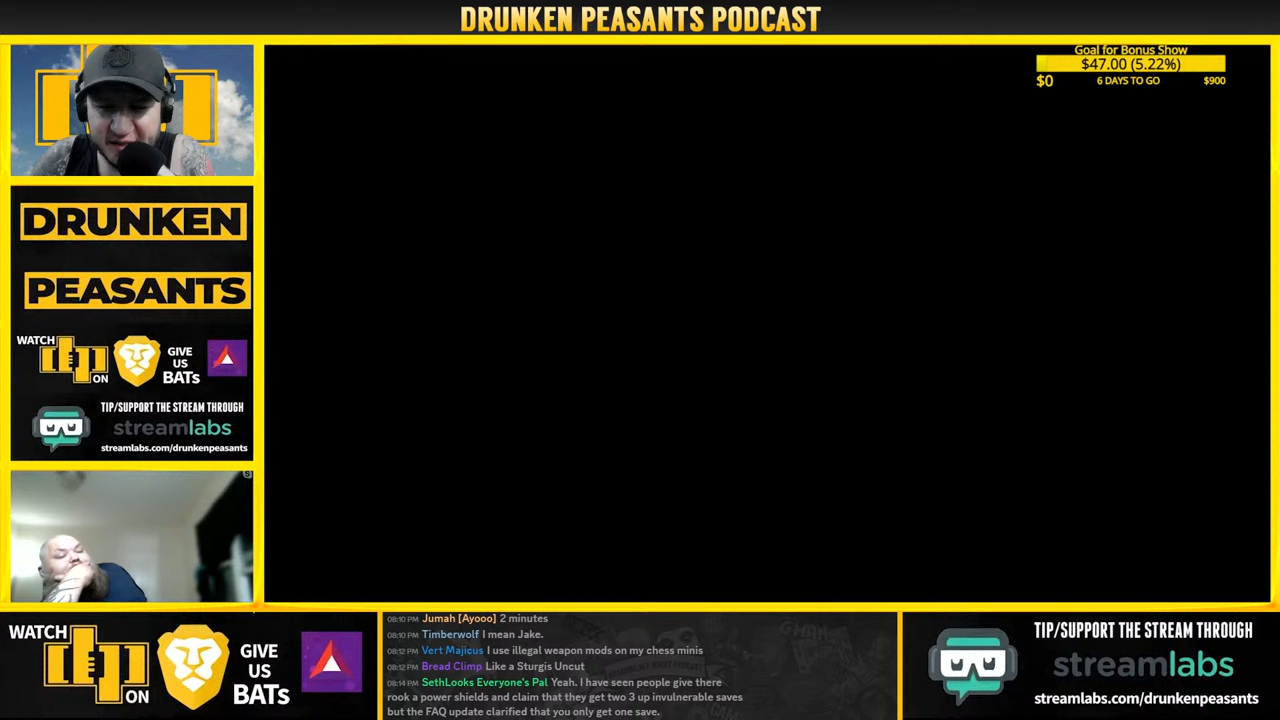 DRUNKEN PEASANTS PODCAST
Goal for Bonus Show
$47.00 (5.22%)
$0 6 DAYS TO GO $900
DRUNKEN
PEASANTS
WATCH
ON
GIVE
US
BATs
TIP/SUPPORT THE STREAM THROUGH
streamlabs
streamlabs.com/drunkenpeasants
WATCH
ON
GIVE
US
BATs
08:10 PM Jumah [Ayooo] 2 minutes
08:10 PM Timberwolf I mean Jake.
08:12 PM Vert Majicus I use illegal weapon mods on my chess minis
08:12 PM Bread Climp Like a Sturgis Uncut
08:14 PM SethLooks Everyone's Pal Yeah. I have seen people give there
rook a power shields and claim that they get two 3 up invulnerable saves
but the FAQ update clarified that you only get one save.
TIP/SUPPORT THE STREAM THROUGH
streamlabs
streamlabs.com/drunkenpeasants